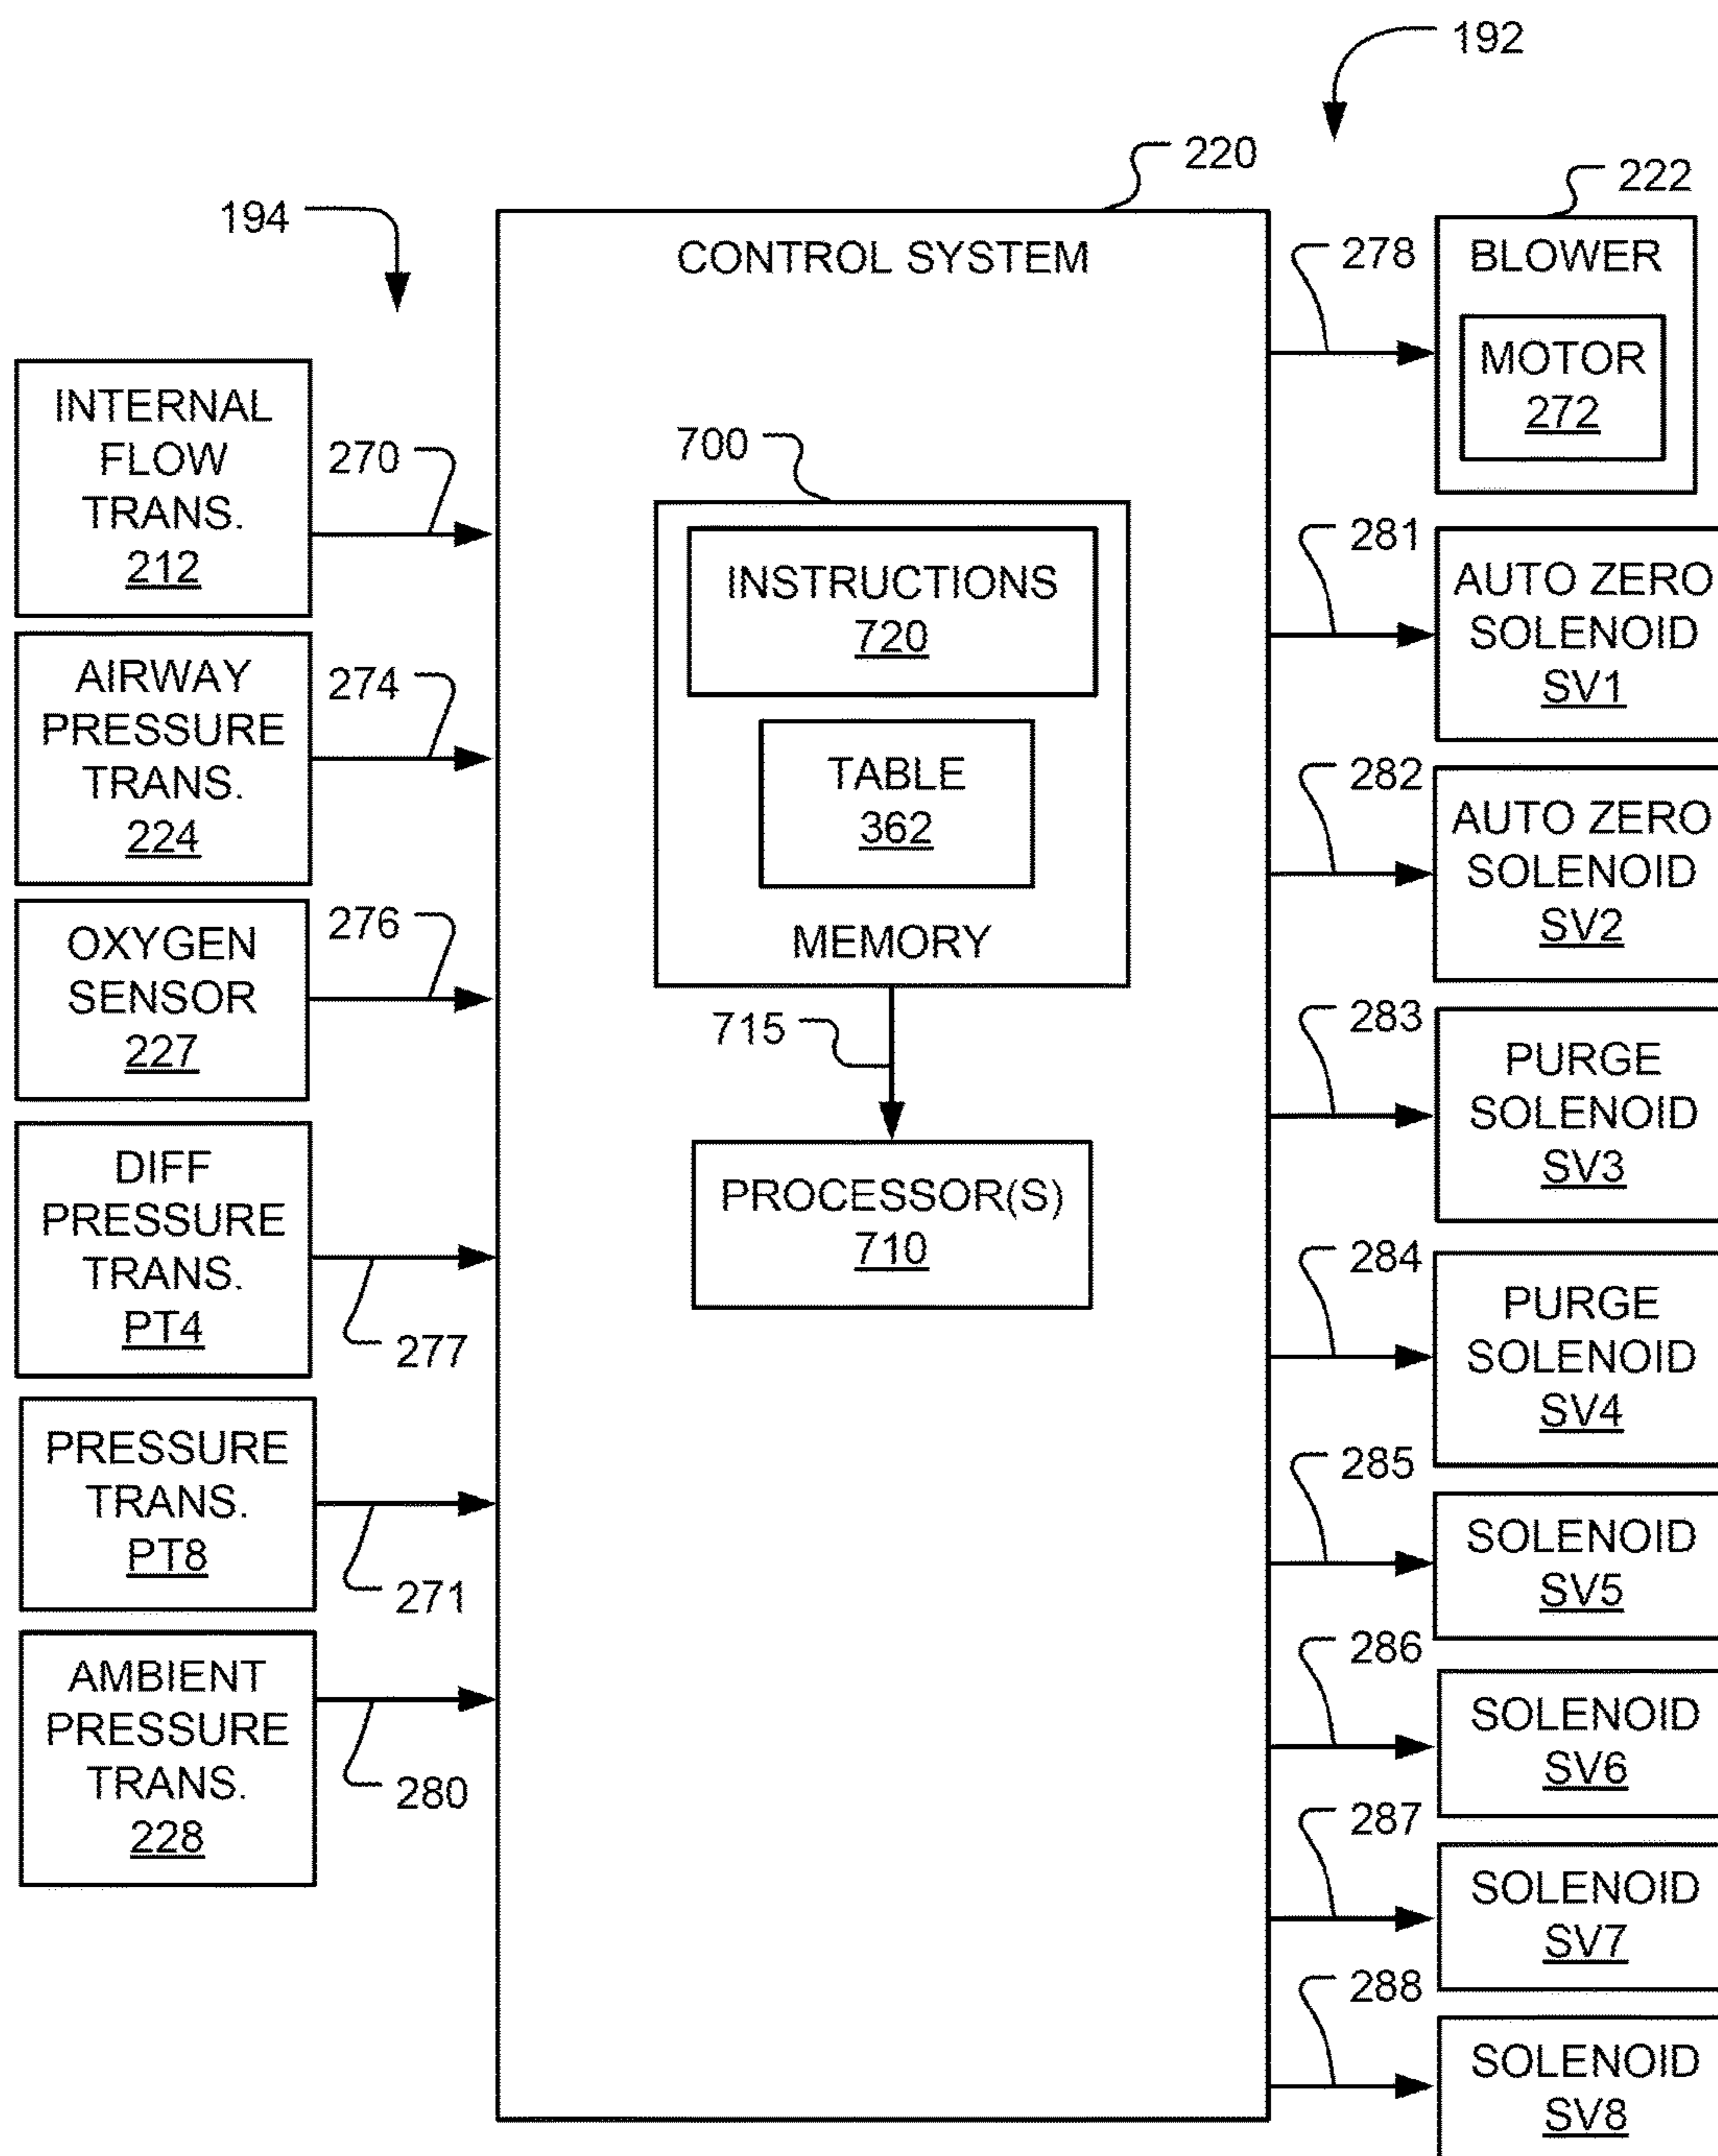 192
220
222
194
CONTROL SYSTEM
278
BLOWER
MOTOR
272
INTERNAL
FLOW
TRANS.
212
270
AIRWAY
PRESSURE
TRANS.
224
274
OXYGEN
SENSOR
227
276
DIFF
PRESSURE
TRANS.
PT4
277
PRESSURE
TRANS.
PT8
271
AMBIENT
PRESSURE
TRANS.
228
280
700
INSTRUCTIONS
720
TABLE
362
MEMORY
715
PROCESSOR(S)
710
281
AUTO ZERO
SOLENOID
SV1
282
AUTO ZERO
SOLENOID
SV2
283
PURGE
SOLENOID
SV3
284
PURGE
SOLENOID
SV4
285
SOLENOID
SV5
286
SOLENOID
SV6
287
SOLENOID
SV7
288
SOLENOID
SV8